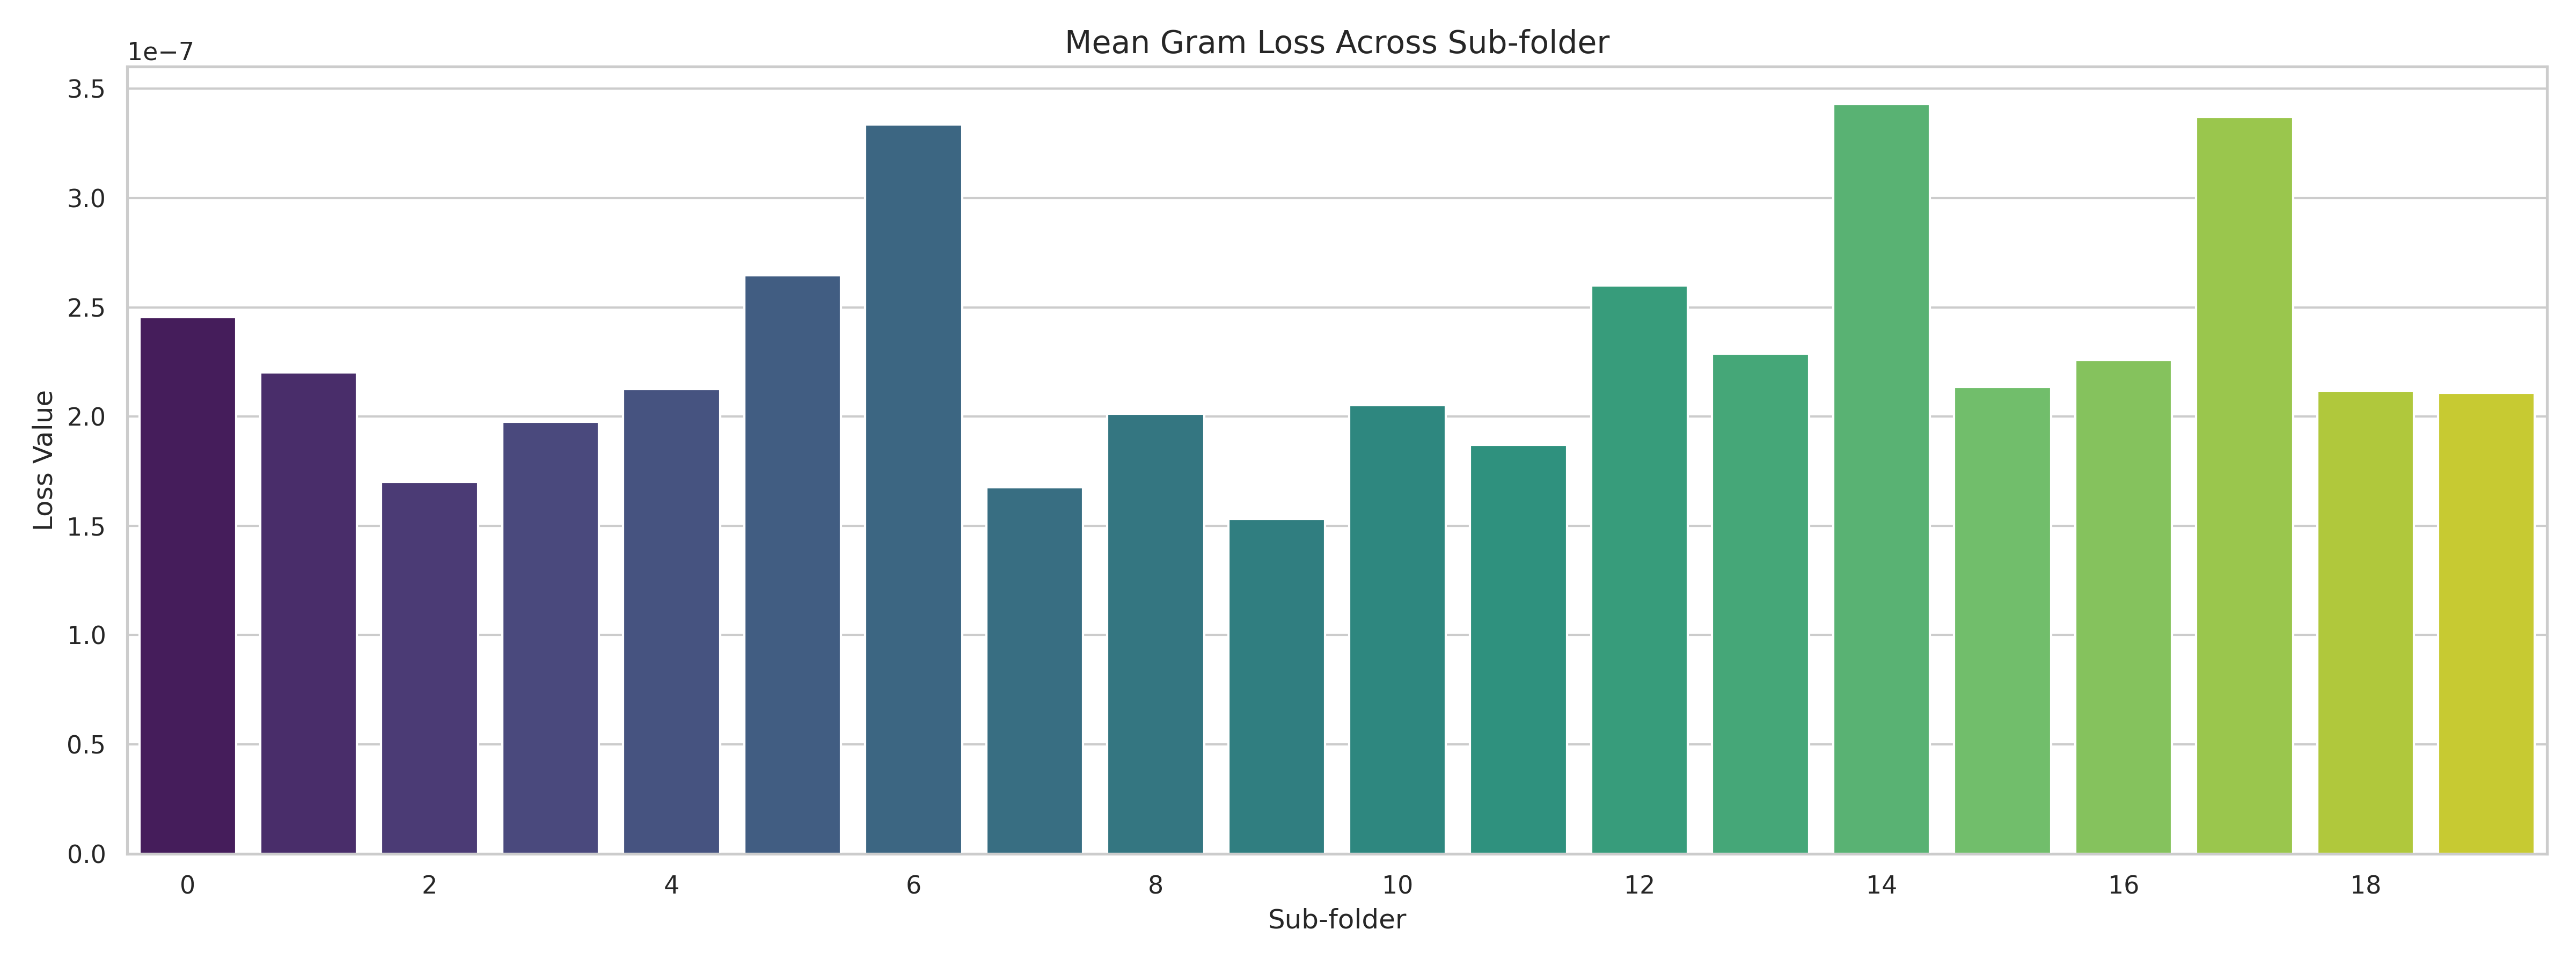 Mean Gram Loss Across Sub-folder
1e−7
3.5
3.0
2.5
2.0
1.5
1.0
0.5
0.0
Loss Value
0 2 4 6 8 10 12 14 16 18
Sub-folder